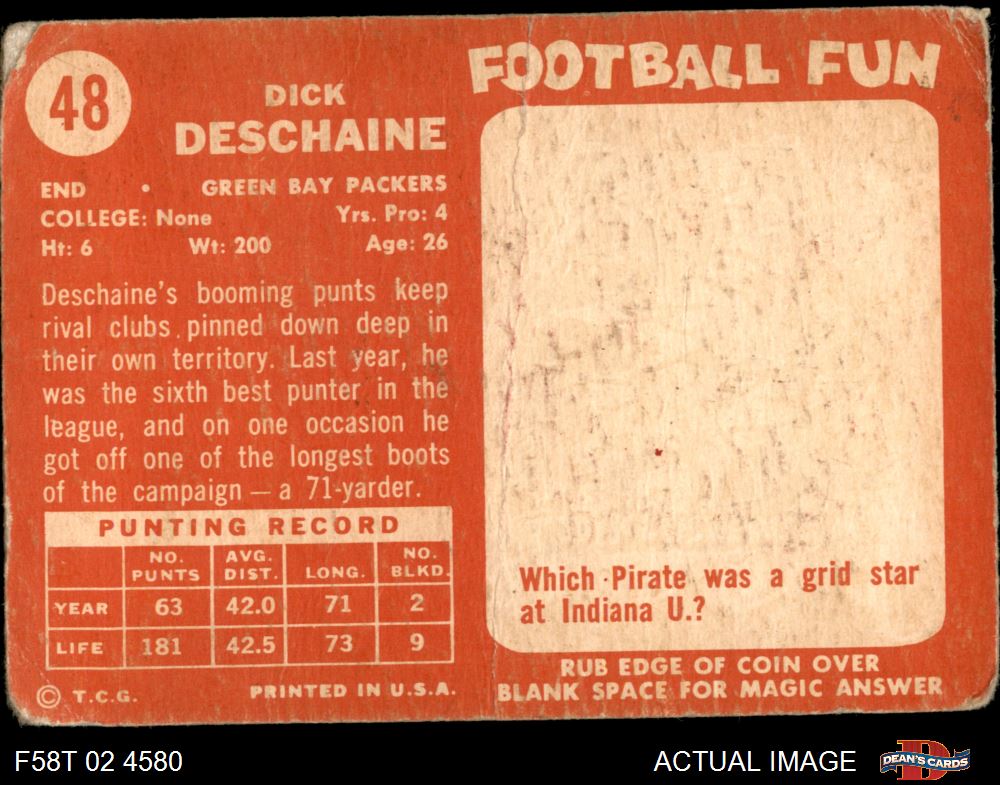 48
DICK
DESCHAINE
END • GREEN BAY PACKERS
COLLEGE: None Yrs. Pro: 4
Ht: 6 Wt: 200 Age: 26
Deschaine's booming punts keep
rival clubs pinned down deep in
their own territory. Last year, he
was the sixth best punter in the
league, and on one occasion he
got off one of the longest boots
of the campaign — a 71-yarder.
PUNTING RECORD
NO. PUNTS AVG. DIST. LONG. NO. BLKD.
YEAR 63 42.0 71 2
LIFE 181 42.5 73 9
© T.C.G. PRINTED IN U.S.A.
FOOTBALL FUN
Which Pirate was a grid star
at Indiana U.?
RUB EDGE OF COIN OVER
BLANK SPACE FOR MAGIC ANSWER
F58T 02 4580 ACTUAL IMAGE DEAN'S CARDS